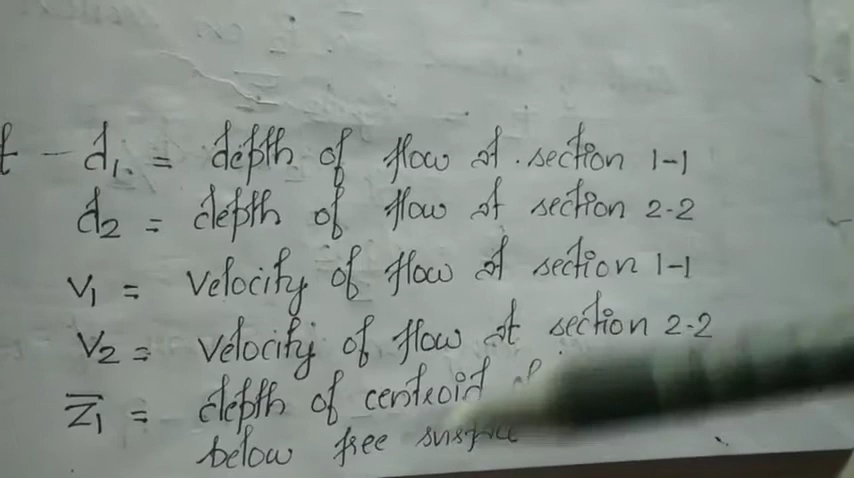 t - d1. = depth of flow at section 1-1
d2 = depth of flow at section 2-2
V1 = Velocity of flow at section 1-1
V2 = Velocity of flow at section 2-2
Z̅1 = depth of centroid
below free surface